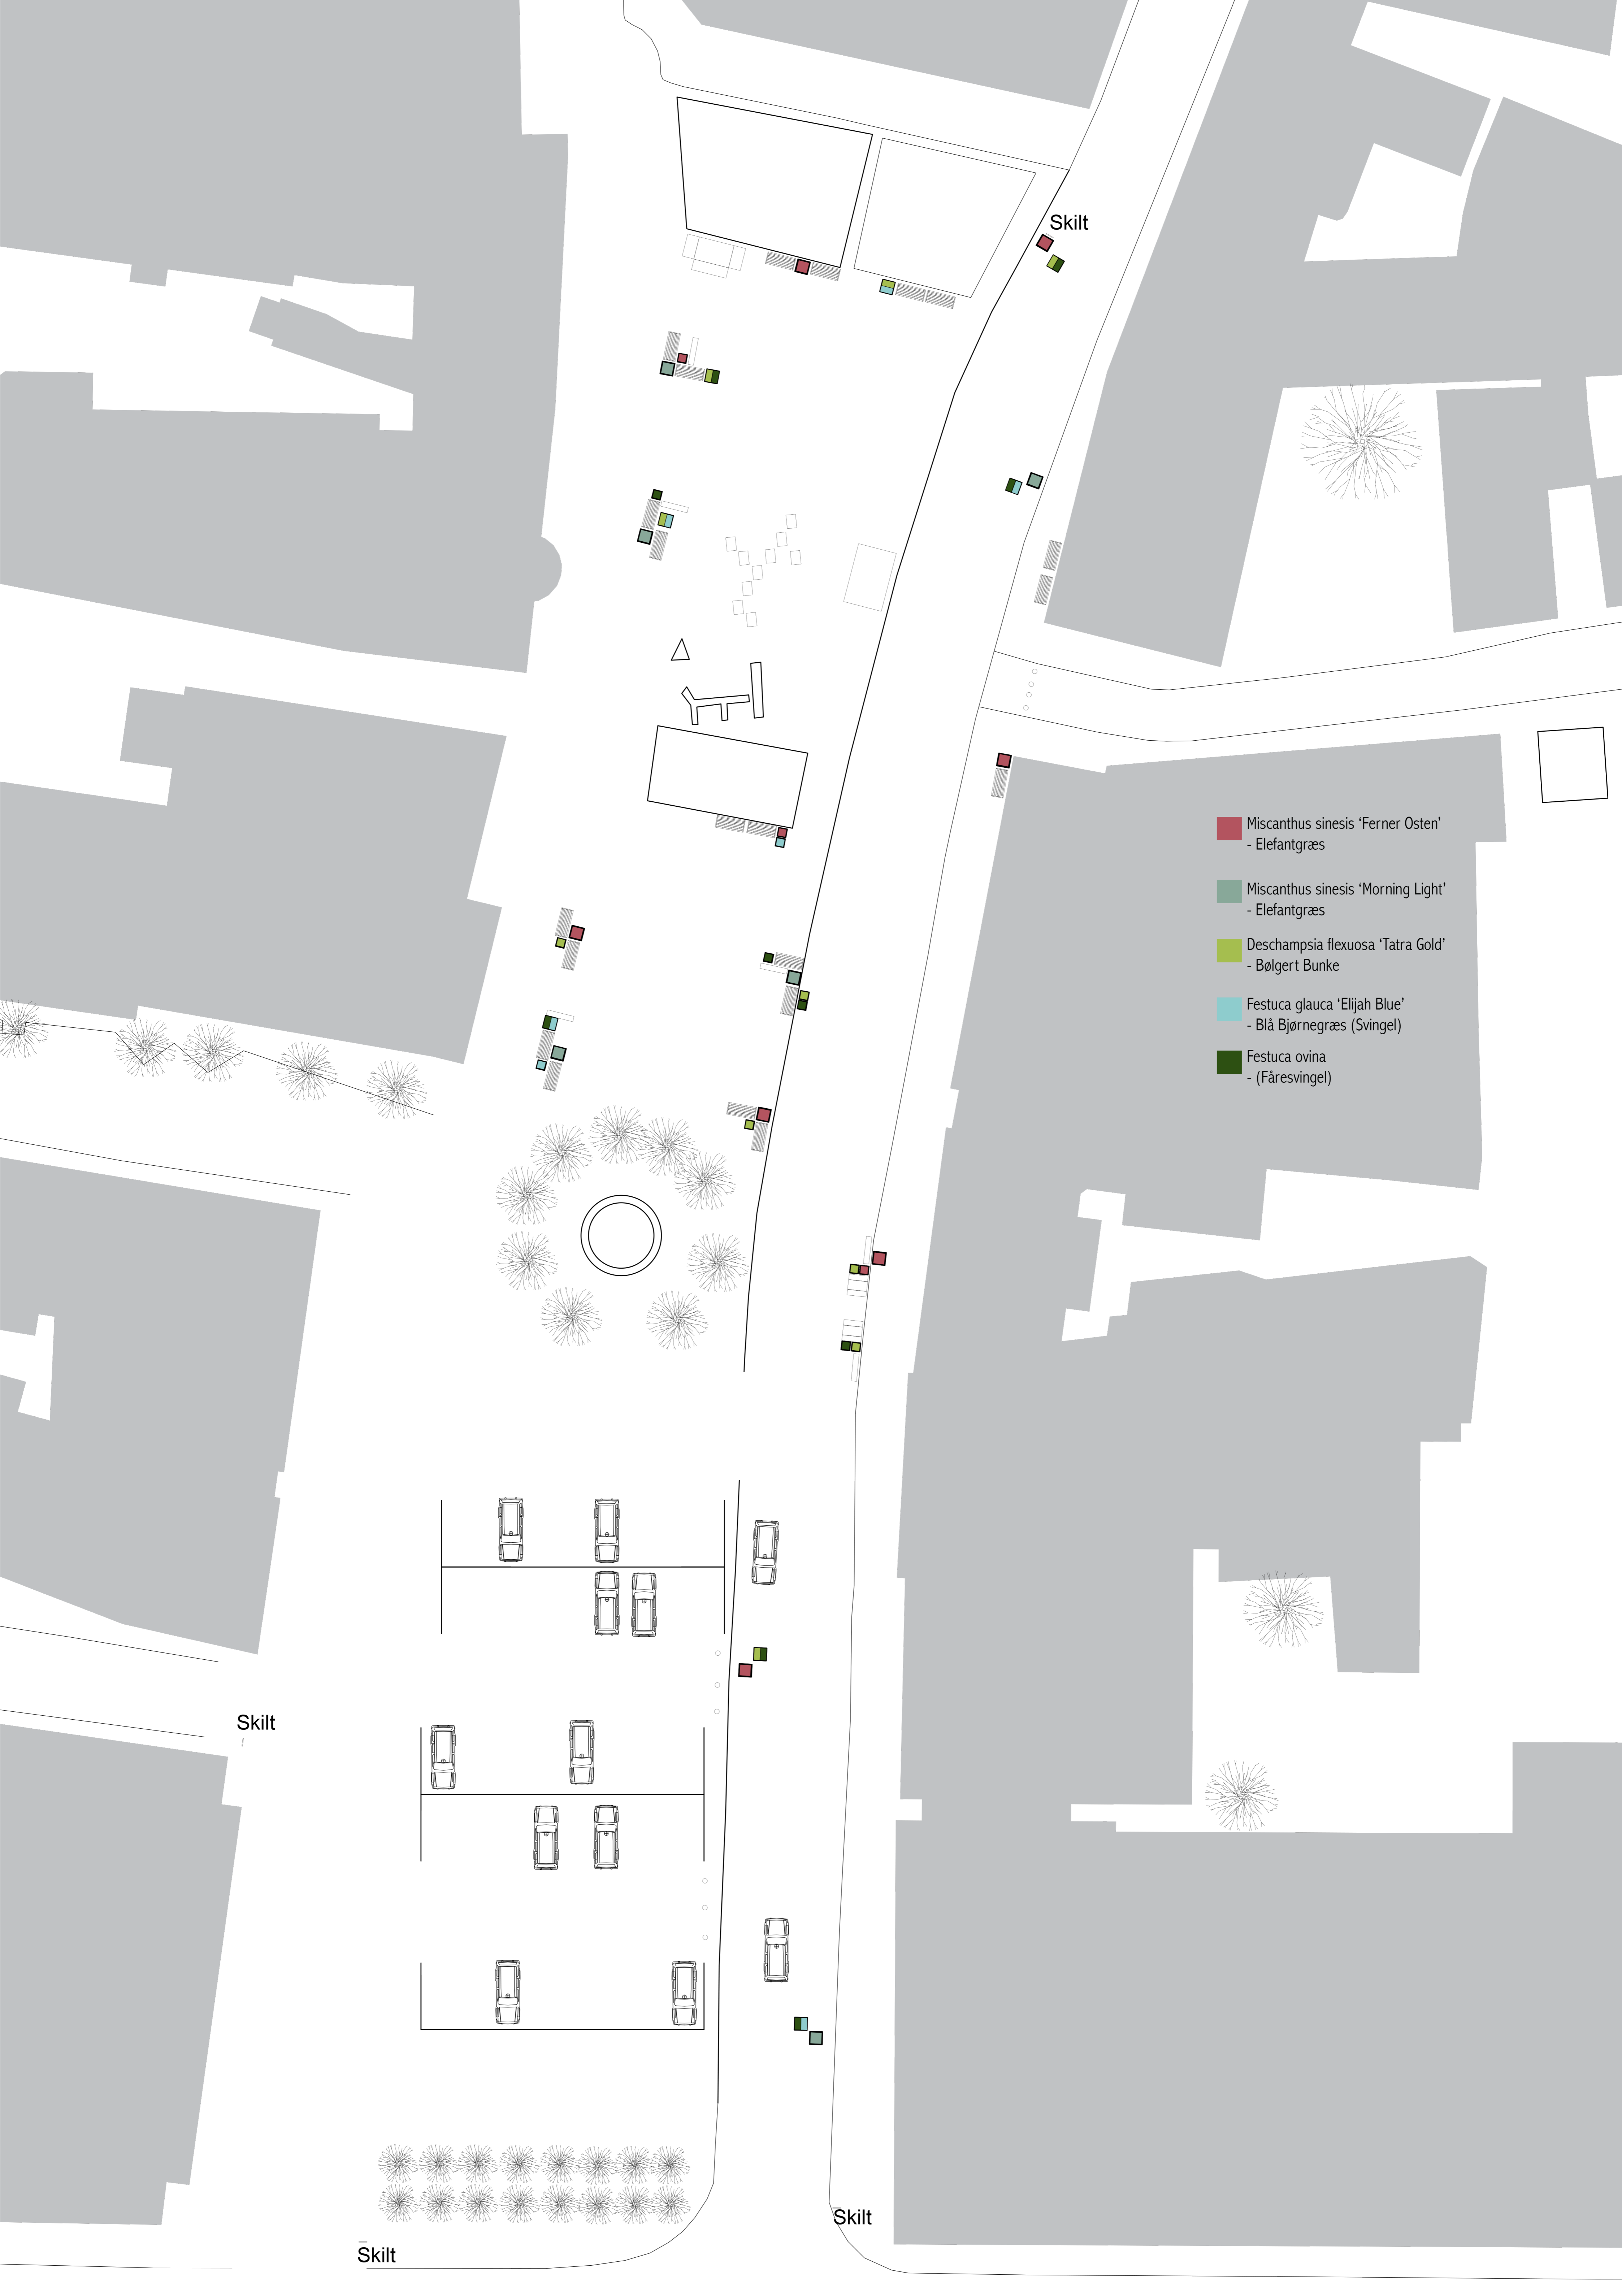 Skilt
Miscanthus sinesis ‘Ferner Osten’
- Elefantgræs
Miscanthus sinesis ‘Morning Light’
- Elefantgræs
Deschampsia flexuosa ‘Tatra Gold’
- Bølgert Bunke
Festuca glauca ‘Elijah Blue’
- Blå Bjørnegræs (Svingel)
Festuca ovina
- (Fåresvingel)
Skilt
Skilt
Skilt